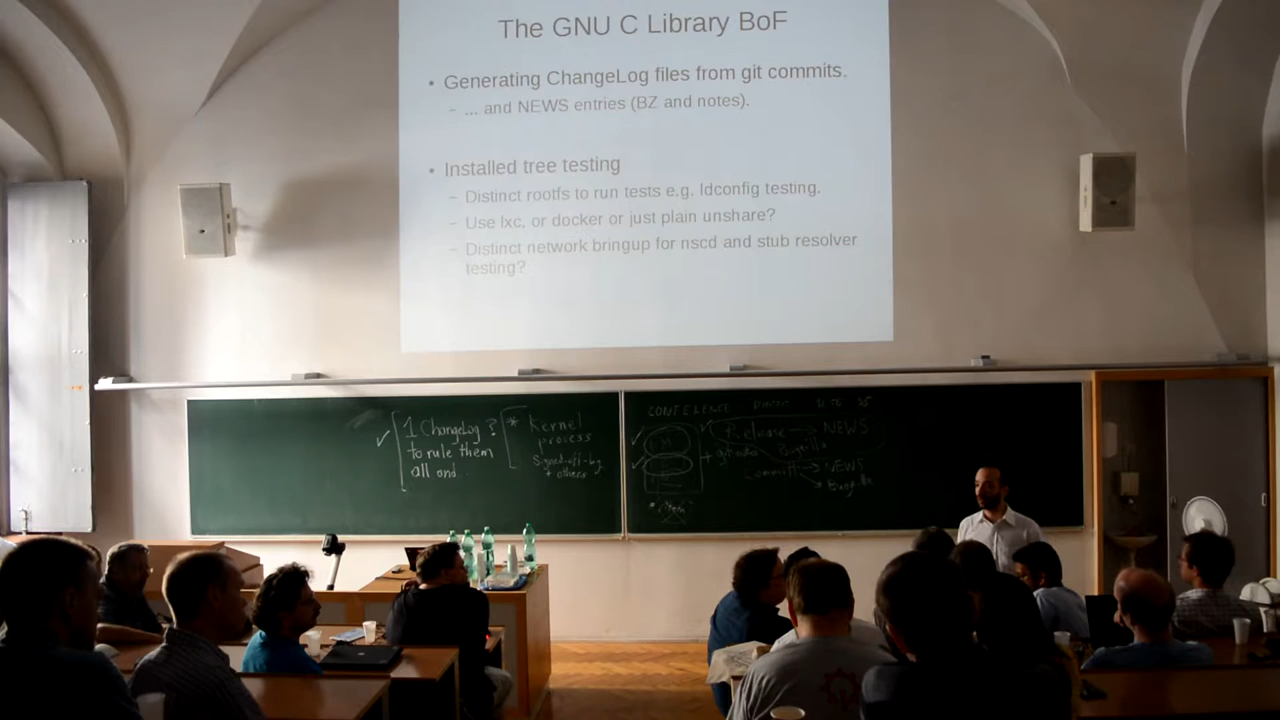 The GNU C Library BoF
• Generating ChangeLog files from git commits.
– ... and NEWS entries (BZ and notes).
• Installed tree testing
– Distinct rootfs to run tests e.g. ldconfig testing.
– Use lxc, or docker or just plain unshare?
– Distinct network bringup for nscd and stub resolver
testing?
✓ 1 ChangeLog?
to rule them
all and..
* Kernel
process
Signed-off-by
+ others
CONFERENCE
✓ Release → NEWS
Bugzilla
Commit → NEWS
→ Bugzilla